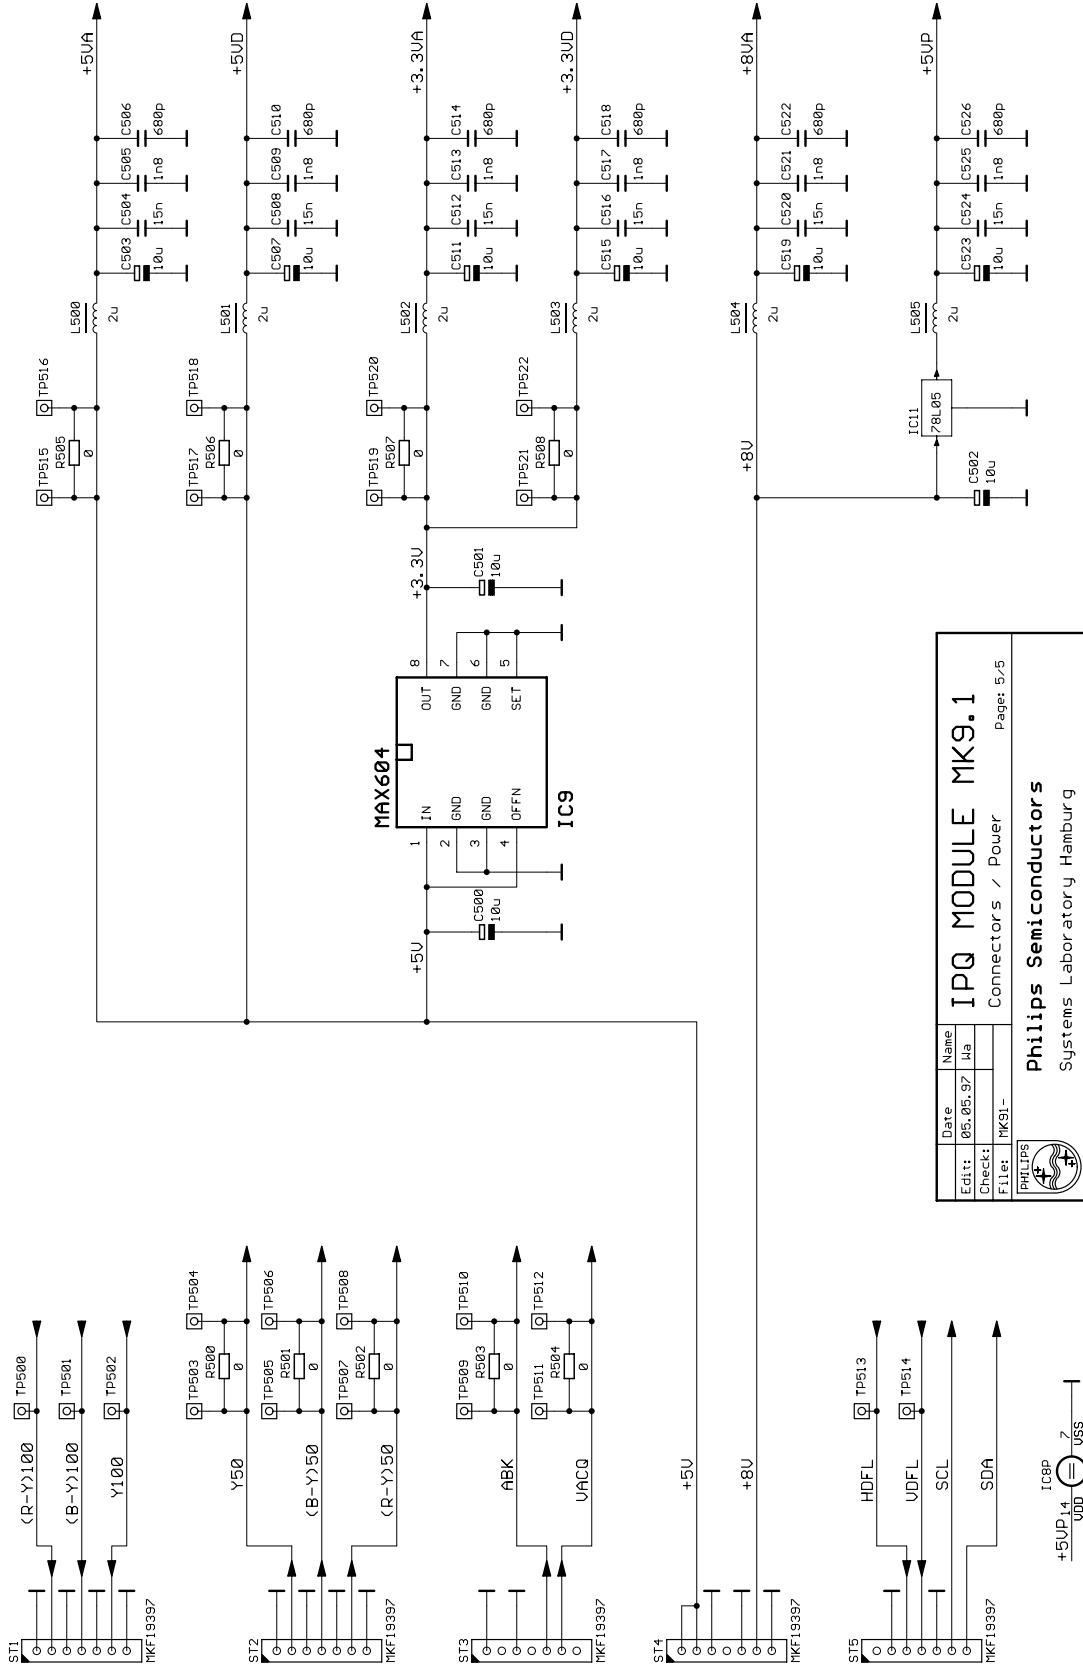 ST1
MKF19397
(R-Y)100
TP500
(B-Y)100
TP501
Y100
TP502
ST2
MKF19397
Y50
TP503
R500
0
TP504
(B-Y)50
TP505
R501
0
TP506
(R-Y)50
TP507
R502
0
TP508
ST3
MKF19397
ABK
TP509
R503
0
TP510
VACQ
TP511
R504
0
TP512
ST4
MKF19397
+5V
+8V
ST5
MKF19397
HDFL
TP513
VDFL
TP514
SCL
SDA
+5VP
14
VDD
IC8P
7
VSS
TP515
R505
0
TP516
L500
2u
C503
10u
C504
15n
C505
1n8
C506
680p
+5VA
TP517
R506
0
TP518
L501
2u
C507
10u
C508
15n
C509
1n8
C510
680p
+5VD
+5V
C500
10u
MAX604
IC9
1
IN
2
GND
3
GND
4
OFFN
OUT
8
GND
7
GND
6
SET
5
+3.3V
C501
10u
TP519
R507
0
TP520
L502
2u
C511
10u
C512
15n
C513
1n8
C514
680p
+3.3VA
TP521
R508
0
TP522
L503
2u
C515
10u
C516
15n
C517
1n8
C518
680p
+3.3VD
+8V
L504
2u
C519
10u
C520
15n
C521
1n8
C522
680p
+8VA
C502
10u
IC11
78L05
L505
2u
C523
10u
C524
15n
C525
1n8
C526
680p
+5VP
Date
Name
Edit:
05.05.97
Wa
Check:
File:
MK91-
IPQ MODULE MK9.1
Connectors / Power
Page: 5/5
PHILIPS
Philips Semiconductors
Systems Laboratory Hamburg